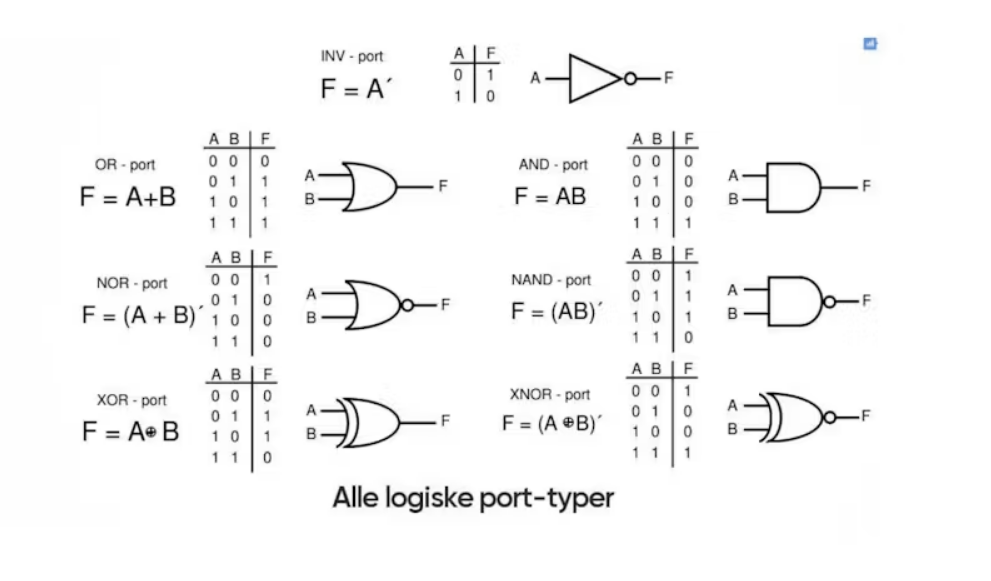 INV - port
F = A´
A F
0 1
1 0
A F
OR - port
F = A+B
A B F
0 0 0
0 1 1
1 0 1
1 1 1
A
B
F
AND - port
F = AB
A B F
0 0 0
0 1 0
1 0 0
1 1 1
A
B
F
NOR - port
F = (A + B)´
A B F
0 0 1
0 1 0
1 0 0
1 1 0
A
B
F
NAND - port
F = (AB)´
A B F
0 0 1
0 1 1
1 0 1
1 1 0
A
B
F
XOR - port
F = A⊕B
A B F
0 0 0
0 1 1
1 0 1
1 1 0
A
B
F
XNOR - port
F = (A ⊕B)´
A B F
0 0 1
0 1 0
1 0 0
1 1 1
A
B
F
Alle logiske port-typer